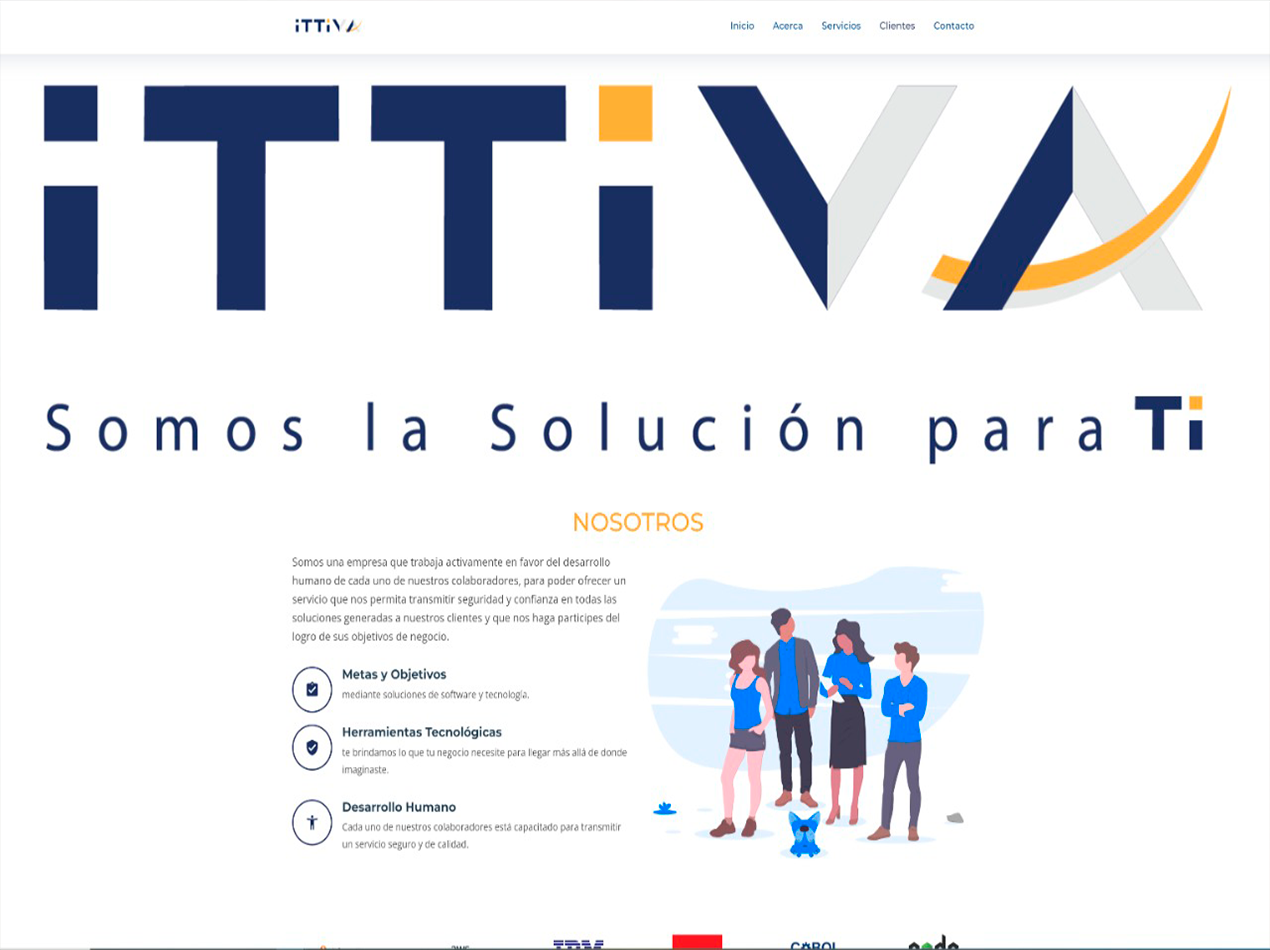 iTTiVA
Inicio Acerca Servicios Clientes Contacto
iTTiVA
Somos la Solución para Ti
NOSOTROS
Somos una empresa que trabaja activamente en favor del desarrollo
humano de cada uno de nuestros colaboradores, para poder ofrecer un
servicio que nos permita transmitir seguridad y confianza en todas las
soluciones generadas a nuestros clientes y que nos haga participes del
logro de sus objetivos de negocio.
Metas y Objetivos
mediante soluciones de software y tecnología.
Herramientas Tecnológicas
te brindamos lo que tu negocio necesite para llegar más allá de donde
imaginaste.
Desarrollo Humano
Cada uno de nuestros colaboradores está capacitado para transmitir
un servicio seguro y de calidad.
COBOL